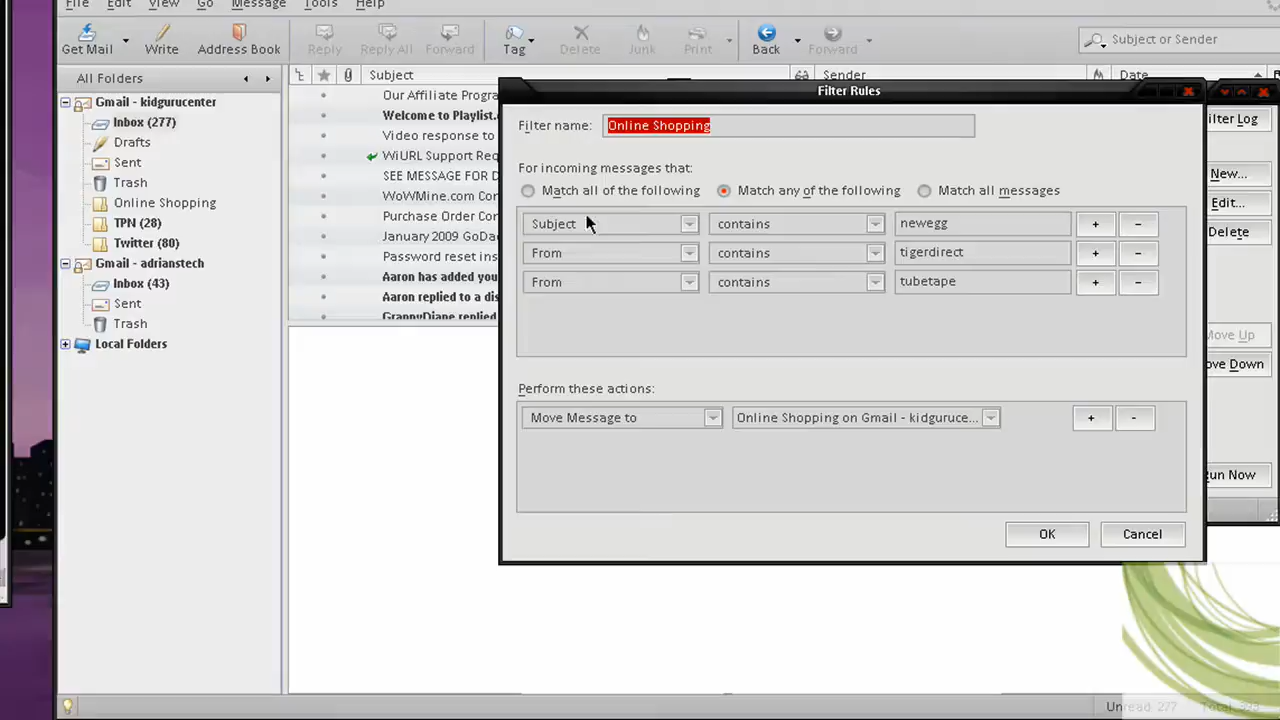 File Edit View Go Message Tools Help
Get Mail Write Address Book Reply Reply All Forward Tag Delete Junk Print Back Forward Subject or Sender
All Folders
Subject Sender Date
Gmail - kidgurucenter
Inbox (277)
Drafts
Sent
Trash
Online Shopping
TPN (28)
Twitter (80)
Gmail - adrianstech
Inbox (43)
Sent
Trash
Local Folders
Our Affiliate Progra
Welcome to Playlist.
Video response to
WiURL Support Req
SEE MESSAGE FOR D
WoWMine.com Con
Purchase Order Con
January 2009 GoDa
Password reset ins
Aaron has added you
Aaron replied to a dis
GrannyDiane replied
Filter Rules
Filter name: Online Shopping
For incoming messages that:
Match all of the following Match any of the following Match all messages
Subject contains newegg + -
From contains tigerdirect + -
From contains tubetape + -
Perform these actions:
Move Message to Online Shopping on Gmail - kidguruce... + -
OK Cancel
ilter Log
New...
Edit...
Delete
Move Up
ove Down
Run Now
Unread: 277